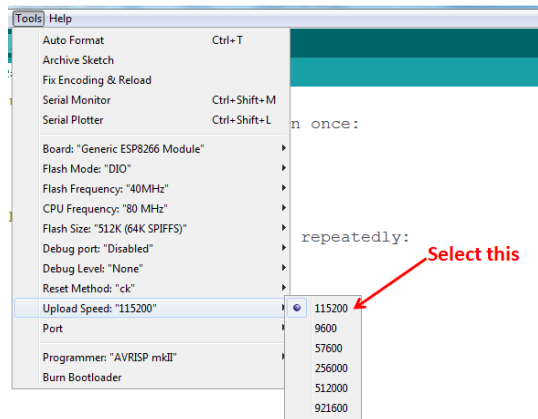 Tools Help
Auto Format Ctrl+T
Archive Sketch
Fix Encoding & Reload
Serial Monitor Ctrl+Shift+M
Serial Plotter Ctrl+Shift+L
n once:
Board: "Generic ESP8266 Module"
Flash Mode: "DIO"
Flash Frequency: "40MHz"
CPU Frequency: "80 MHz"
Flash Size: "512K (64K SPIFFS)"
repeatedly:
Debug port: "Disabled"
Select this
Debug Level: "None"
Reset Method: "ck"
Upload Speed: "115200"
115200
Port
9600
57600
Programmer: "AVRISP mkII"
256000
Burn Bootloader
512000
921600